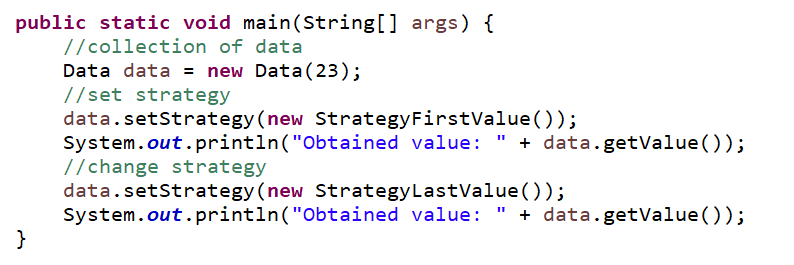 public static void main(String[] args) {
    //collection of data
    Data data = new Data(23);
    //set strategy
    data.setStrategy(new StrategyFirstValue());
    System.out.println("Obtained value: " + data.getValue());
    //change strategy
    data.setStrategy(new StrategyLastValue());
    System.out.println("Obtained value: " + data.getValue());
}